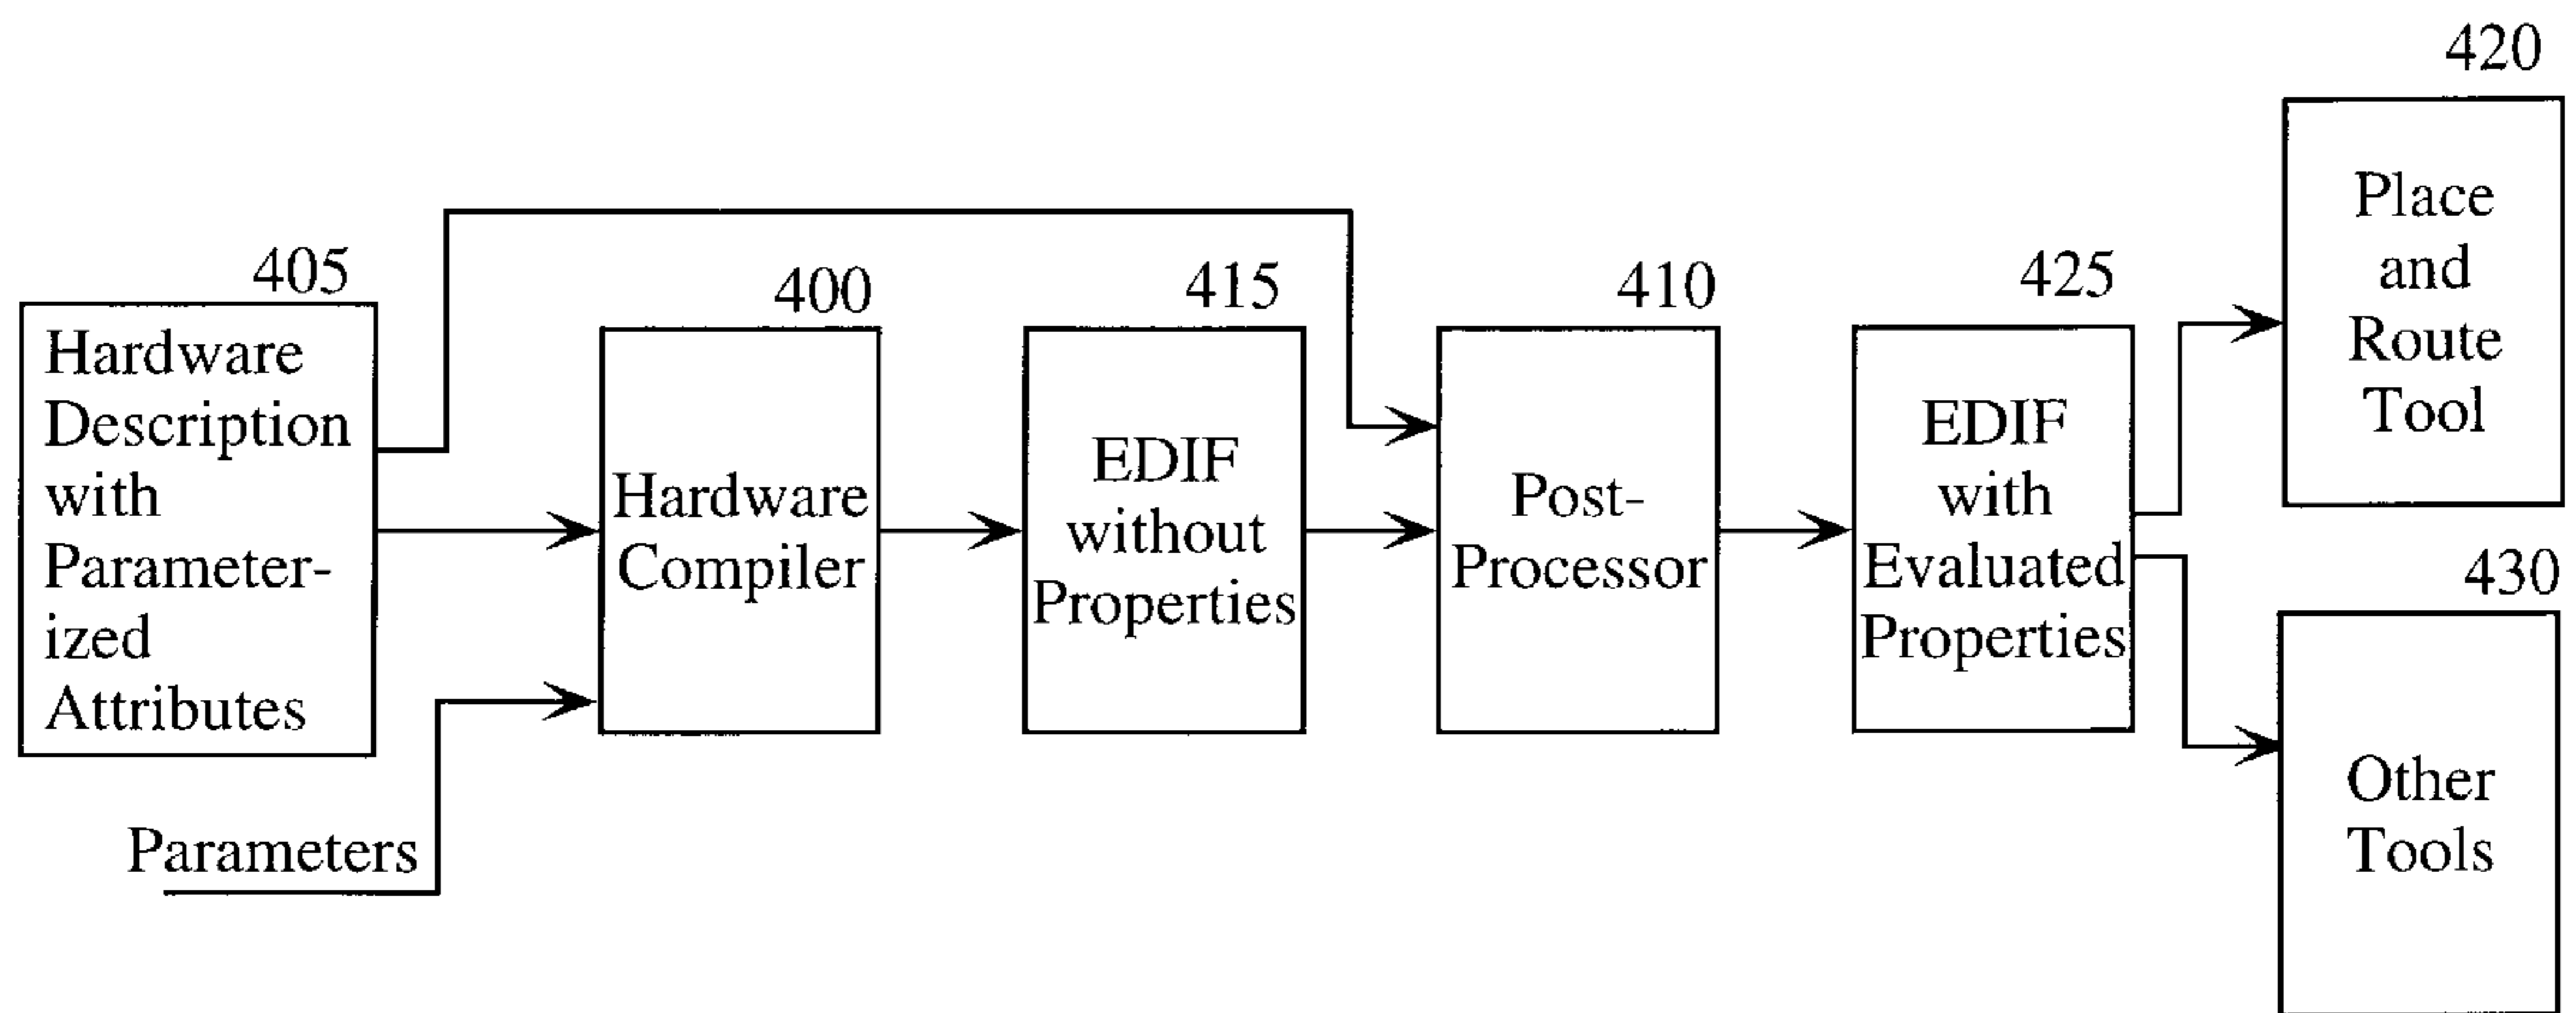 405
Hardware
Description
with
Parameter-
ized
Attributes
Parameters
400
Hardware
Compiler
415
EDIF
without
Properties
410
Post-
Processor
425
EDIF
with
Evaluated
Properties
420
Place
and
Route
Tool
430
Other
Tools